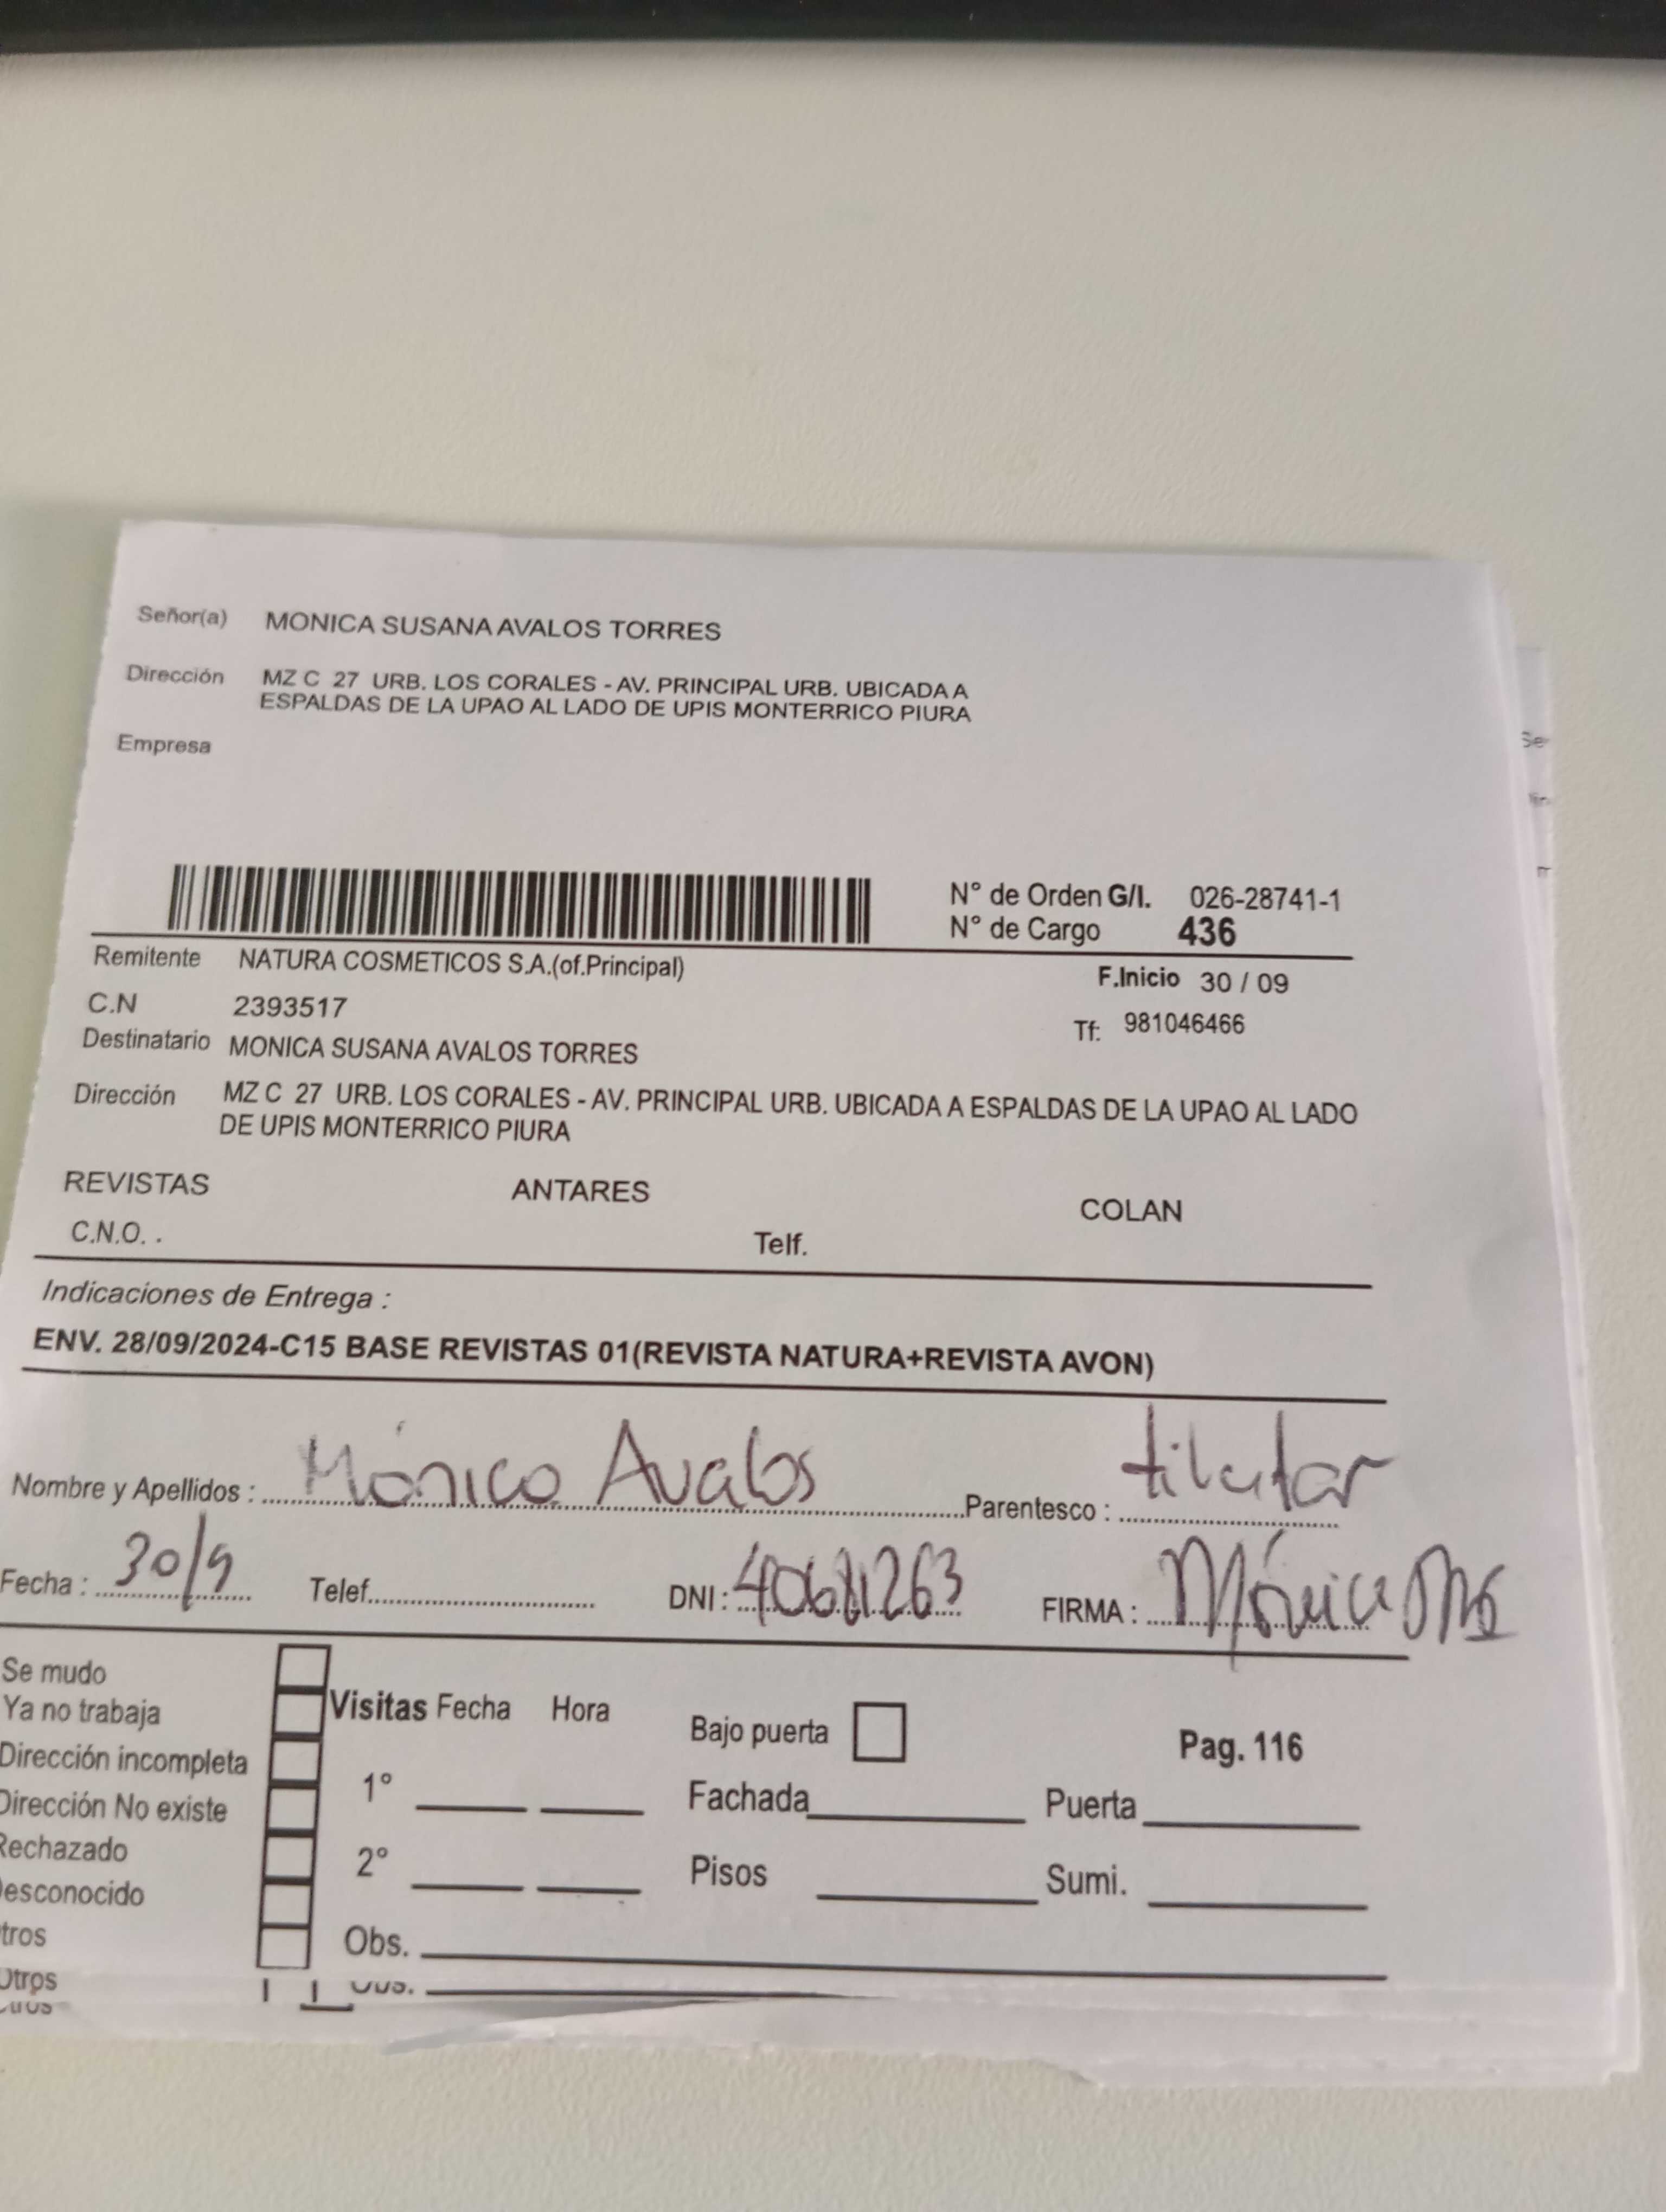 Señor(a) MONICA SUSANA AVALOS TORRES
Dirección MZ C 27 URB. LOS CORALES - AV. PRINCIPAL URB. UBICADA A
ESPALDAS DE LA UPAO AL LADO DE UPIS MONTERRICO PIURA
Empresa
N° de Orden G/I. 026-28741-1
N° de Cargo 436
Remitente NATURA COSMETICOS S.A.(of.Principal)
F.Inicio 30 / 09
C.N 2393517
Tf: 981046466
Destinatario MONICA SUSANA AVALOS TORRES
Dirección MZ C 27 URB. LOS CORALES - AV. PRINCIPAL URB. UBICADA A ESPALDAS DE LA UPAO AL LADO
DE UPIS MONTERRICO PIURA
REVISTAS ANTARES COLAN
C.N.O. . Telf.
Indicaciones de Entrega :
ENV. 28/09/2024-C15 BASE REVISTAS 01(REVISTA NATURA+REVISTA AVON)
Nombre y Apellidos : Mónica Avalos Parentesco : titular
Fecha : 30/9 Telef. DNI : FIRMA : Mónica
Se mudo
Ya no trabaja
Visitas Fecha Hora Bajo puerta Pag. 116
Dirección incompleta
1° Fachada Puerta
Dirección No existe
Rechazado
2° Pisos Sumi.
esconocido
tros Obs.
Otros Obs.